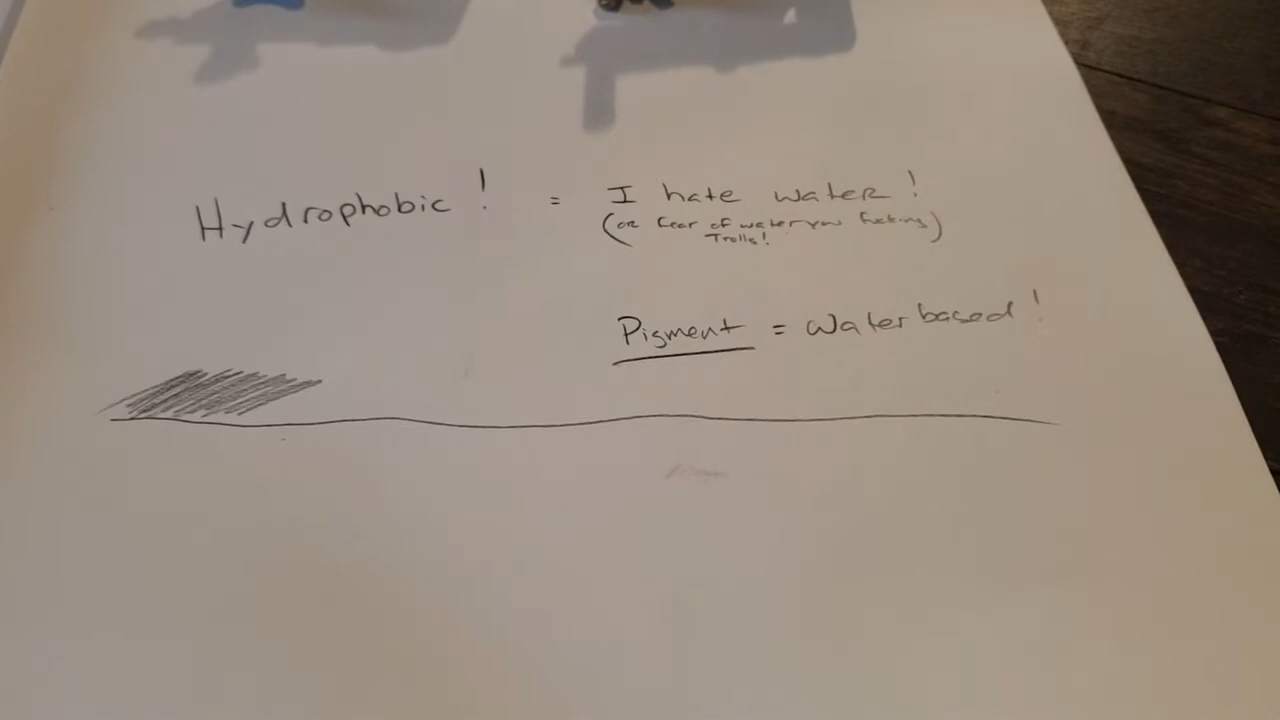 Hydrophobic! = I hate water!
(or fear of water you fucking
Trolls!)
Pigment = Water based!